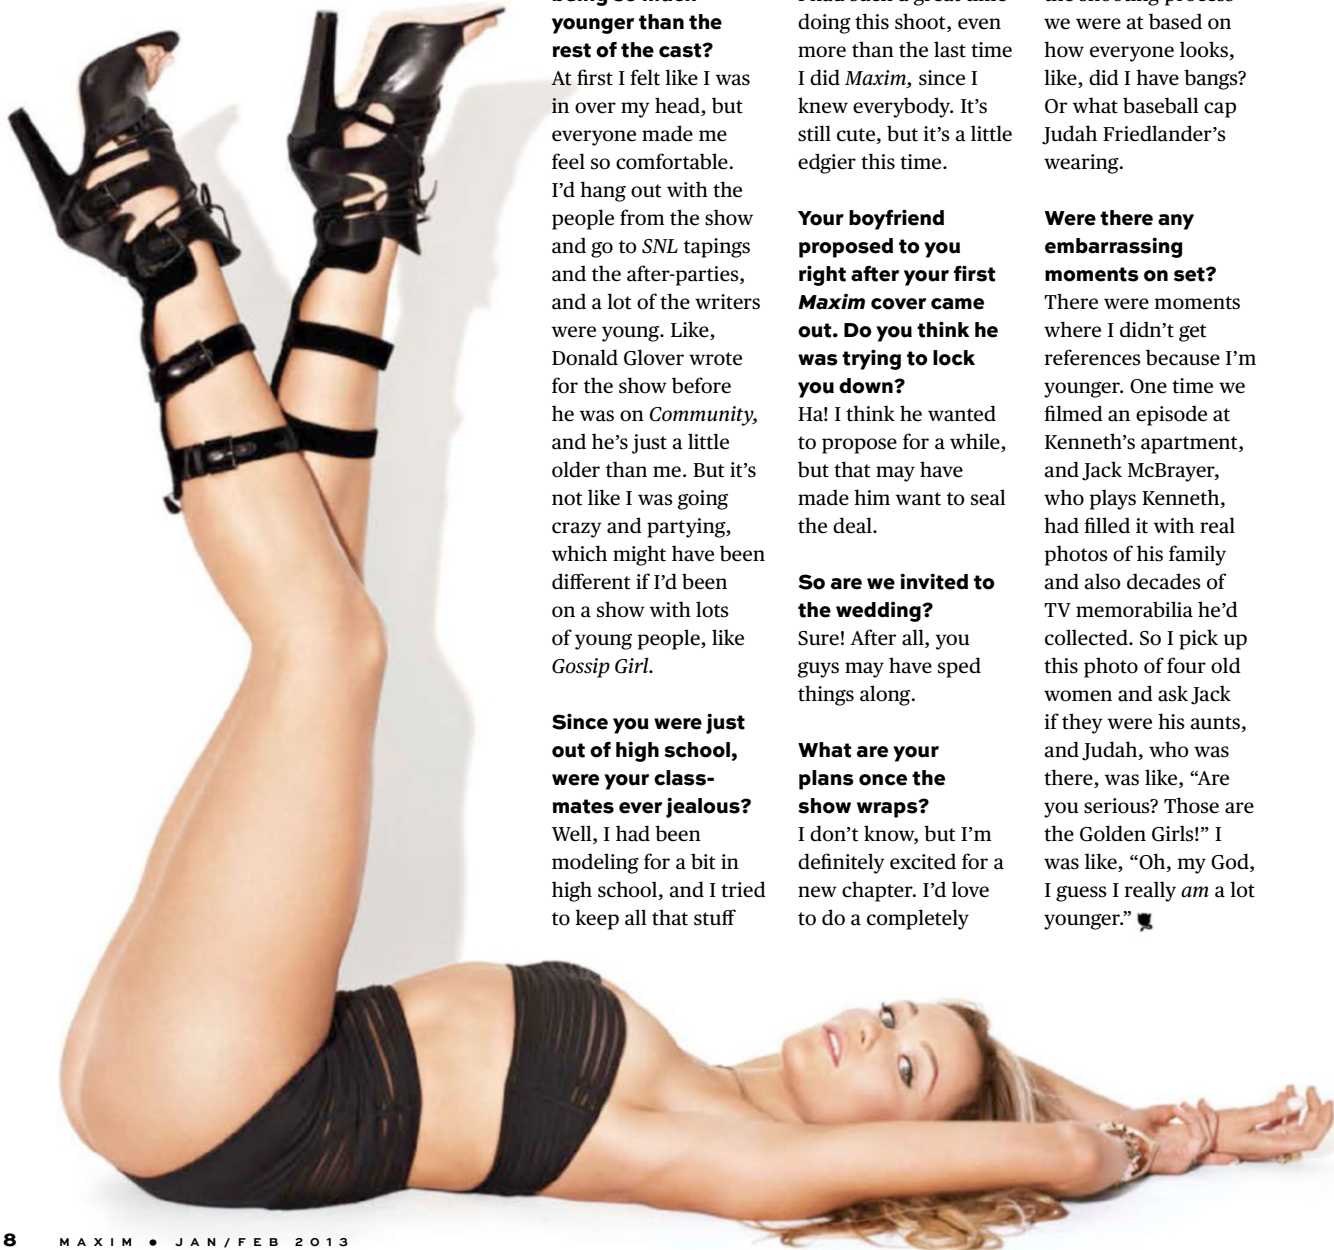 younger than the
rest of the cast?
At first I felt like I was
in over my head, but
everyone made me
feel so comfortable.
I’d hang out with the
people from the show
and go to SNL tapings
and the after-parties,
and a lot of the writers
were young. Like,
Donald Glover wrote
for the show before
he was on Community,
and he’s just a little
older than me. But it’s
not like I was going
crazy and partying,
which might have been
different if I’d been
on a show with lots
of young people, like
Gossip Girl.
Since you were just
out of high school,
were your class-
mates ever jealous?
Well, I had been
modeling for a bit in
high school, and I tried
to keep all that stuff
doing this shoot, even
more than the last time
I did Maxim, since I
knew everybody. It’s
still cute, but it’s a little
edgier this time.
Your boyfriend
proposed to you
right after your first
Maxim cover came
out. Do you think he
was trying to lock
you down?
Ha! I think he wanted
to propose for a while,
but that may have
made him want to seal
the deal.
So are we invited to
the wedding?
Sure! After all, you
guys may have sped
things along.
What are your
plans once the
show wraps?
I don’t know, but I’m
definitely excited for a
new chapter. I’d love
to do a completely
we were at based on
how everyone looks,
like, did I have bangs?
Or what baseball cap
Judah Friedlander’s
wearing.
Were there any
embarrassing
moments on set?
There were moments
where I didn’t get
references because I’m
younger. One time we
filmed an episode at
Kenneth’s apartment,
and Jack McBrayer,
who plays Kenneth,
had filled it with real
photos of his family
and also decades of
TV memorabilia he’d
collected. So I pick up
this photo of four old
women and ask Jack
if they were his aunts,
and Judah, who was
there, was like, “Are
you serious? Those are
the Golden Girls!” I
was like, “Oh, my God,
I guess I really am a lot
younger.”
8 MAXIM ● JAN/FEB 2013